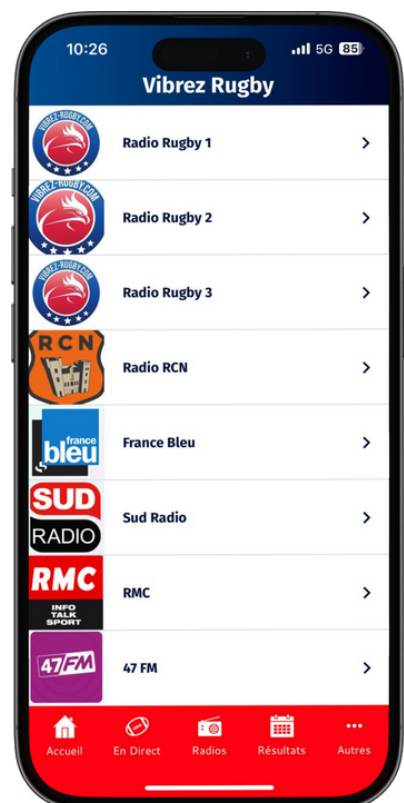 10:26
5G 85
Vibrez Rugby
VIBREZ-RUGBY.COM
Radio Rugby 1
VIBREZ-RUGBY.COM
Radio Rugby 2
VIBREZ-RUGBY.COM
Radio Rugby 3
RCN
Radio RCN
france
bleu
France Bleu
SUD
RADIO
Sud Radio
RMC
INFO
TALK
SPORT
RMC
47 FM
47 FM
Accueil
En Direct
Radios
Résultats
Autres